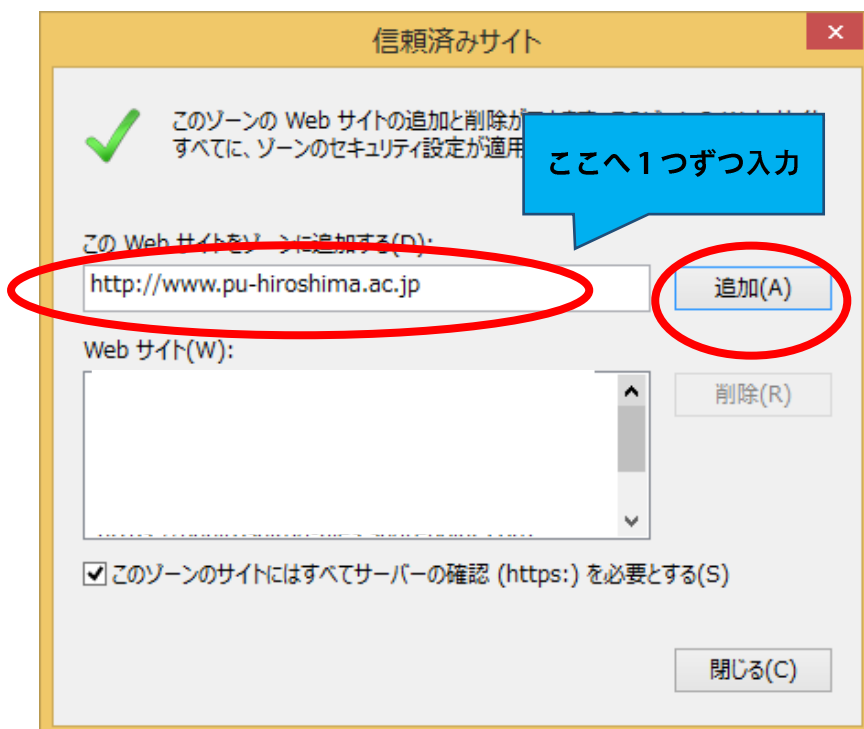 信頼済みサイト
このゾーンの Web サイトの追加と削除が
すべてに、ゾーンのセキュリティ設定が適用
ここへ1つずつ入力
この Web サイトをゾーンに追加する(D):
http://www.pu-hiroshima.ac.jp
追加(A)
Web サイト(W):
削除(R)
このゾーンのサイトにはすべてサーバーの確認 (https:) を必要とする(S)
閉じる(C)